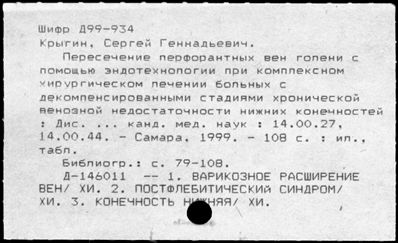 Шифр Д99-934
Крыгин, Сергей Геннадьевич.
Пересечение перфорантных вен голени с
помощью эндотехнологии при комплексном
хирургическом лечении больных с
декомпенсированными стадиями хронической
венозной недостаточности нижних конечностей
: Дис. ... канд. мед. наук : 14.00.27,
14.00.44. - Самара, 1999. - 108 с. : ил.,
табл.
Библиогр.: с. 79-108.
Д-146011 -- 1. ВАРИКОЗНОЕ РАСШИРЕНИЕ
ВЕН/ ХИ. 2. ПОСТФЛЕБИТИЧЕСКИЙ СИНДРОМ/
ХИ. 3. КОНЕЧНОСТЬ НИЖНЯЯ/ ХИ.